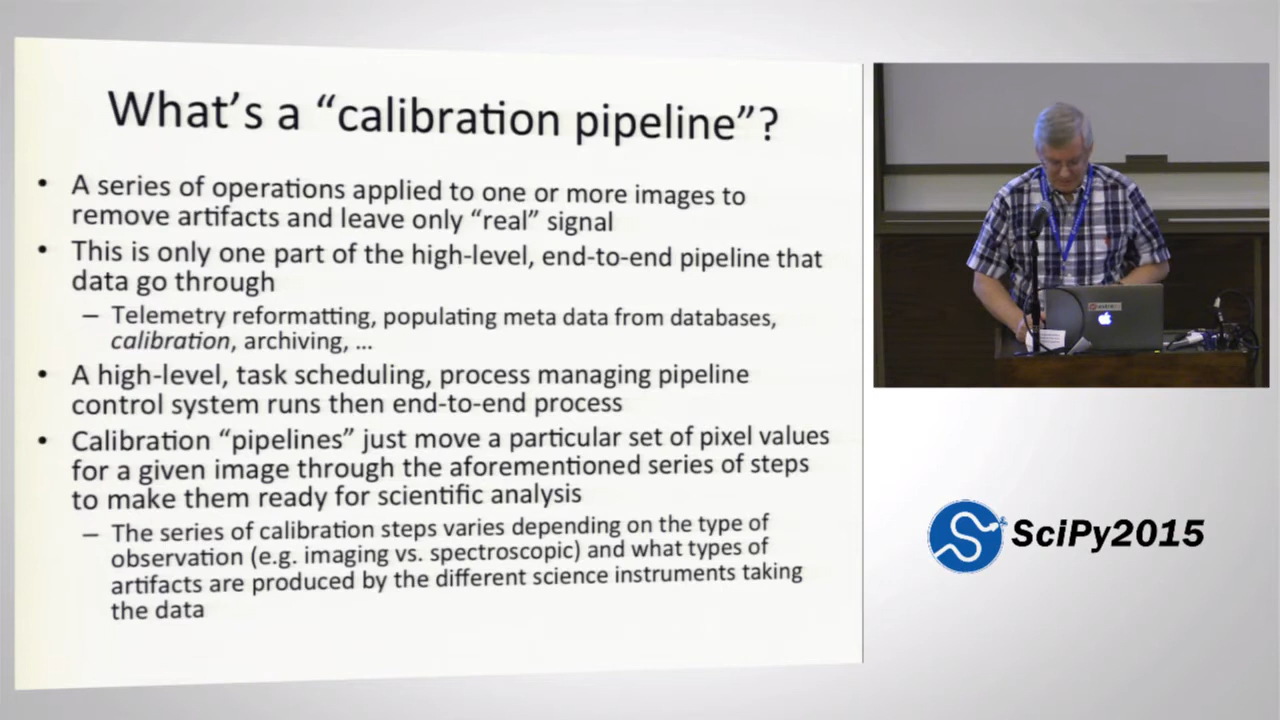 What's a “calibration pipeline”?
• A series of operations applied to one or more images to
remove artifacts and leave only “real” signal
• This is only one part of the high-level, end-to-end pipeline that
data go through
– Telemetry reformatting, populating meta data from databases,
calibration, archiving, …
• A high-level, task scheduling, process managing pipeline
control system runs then end-to-end process
• Calibration “pipelines” just move a particular set of pixel values
for a given image through the aforementioned series of steps
to make them ready for scientific analysis
– The series of calibration steps varies depending on the type of
observation (e.g. imaging vs. spectroscopic) and what types of
artifacts are produced by the different science instruments taking
the data
SciPy2015